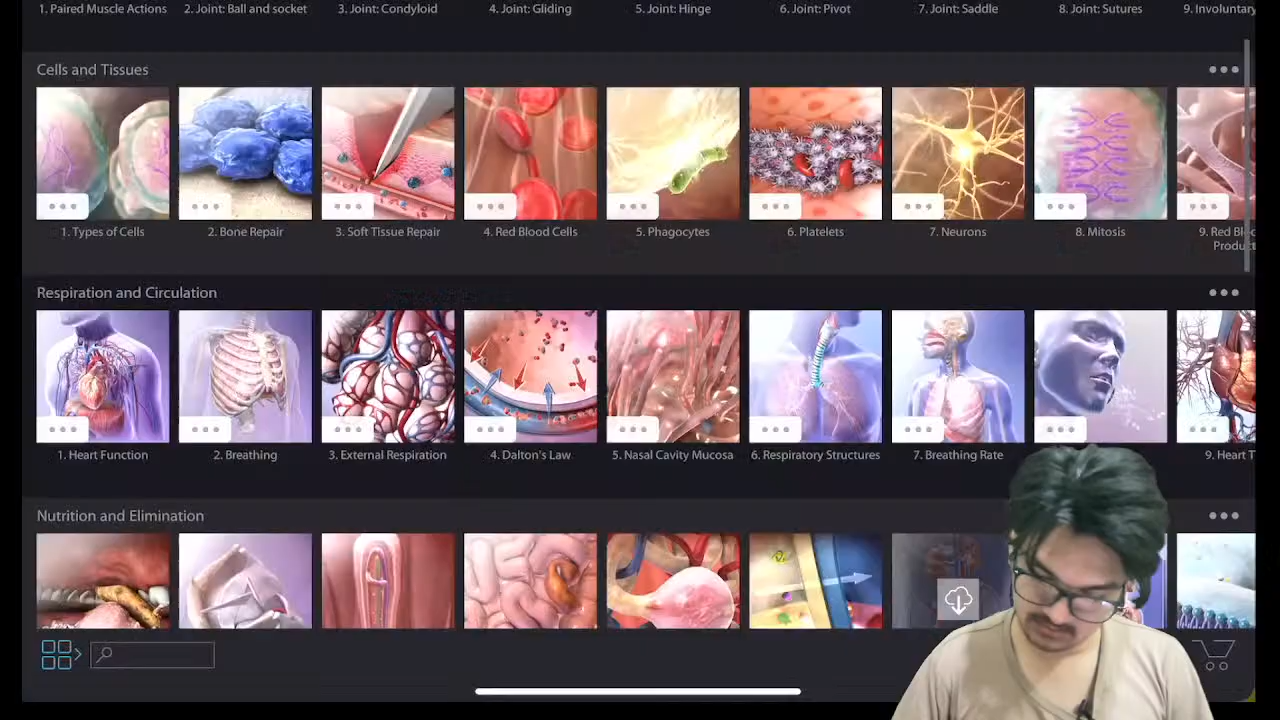 1. Paired Muscle Actions 2. Joint: Ball and socket 3. Joint: Condyloid 4. Joint: Gliding 5. Joint: Hinge 6. Joint: Pivot 7. Joint: Saddle 8. Joint: Sutures 9. Involuntary
Cells and Tissues
1. Types of Cells 2. Bone Repair 3. Soft Tissue Repair 4. Red Blood Cells 5. Phagocytes 6. Platelets 7. Neurons 8. Mitosis 9. Red
Respiration and Circulation
1. Heart Function 2. Breathing 3. External Respiration 4. Dalton's Law 5. Nasal Cavity Mucosa 6. Respiratory Structures 7. Breathing Rate 9. Heart
Nutrition and Elimination